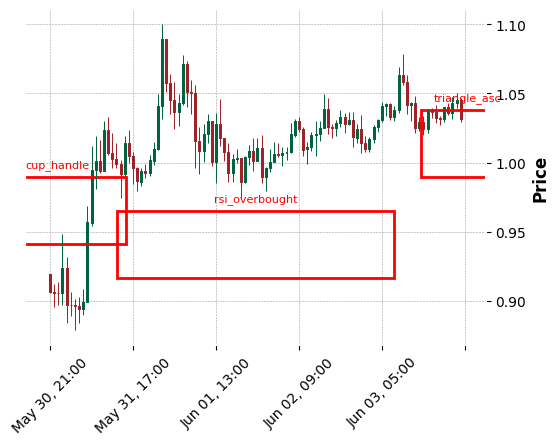 1.10
1.05
1.00
0.95
0.90
Price
triangle_asc
cup_handle
rsi_overbought
May 30, 21:00
May 31, 17:00
Jun 01, 13:00
Jun 02, 09:00
Jun 03, 05:00